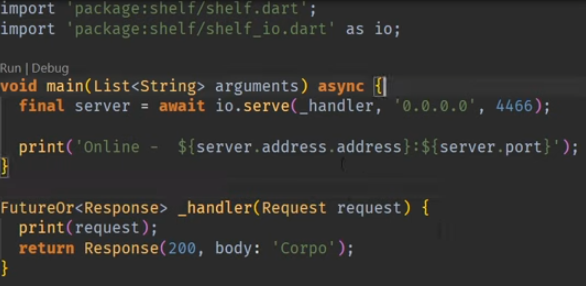 import 'package:shelf/shelf.dart';
import 'package:shelf/shelf_io.dart' as io;
Run | Debug
void main(List<String> arguments) async {
  final server = await io.serve(_handler, '0.0.0.0', 4466);
  print('Online -  ${server.address.address}:${server.port}');
}
FutureOr<Response> _handler(Request request) {
  print(request);
  return Response(200, body: 'Corpo');
}